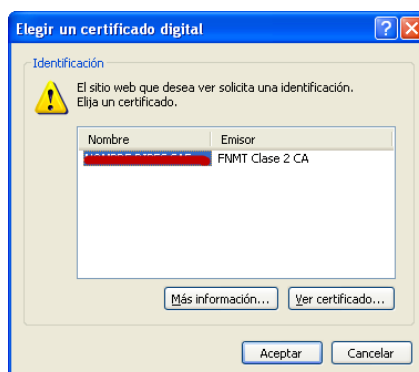 Elegir un certificado digital
Identificación
El sitio web que desea ver solicita una identificación.
Elija un certificado.
Nombre Emisor
FNMT Clase 2 CA
Más información... Ver certificado...
Aceptar Cancelar